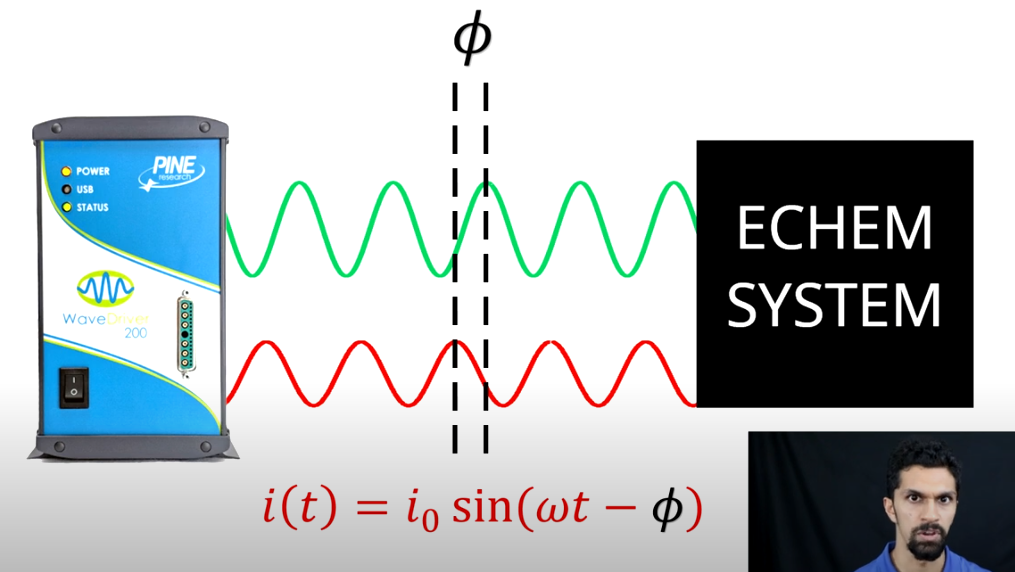 ϕ
POWER
USB
STATUS
PINE
research
WaveDriver
200
I
O
ECHEM
SYSTEM
i(t) = i₀ sin(ωt − ϕ)